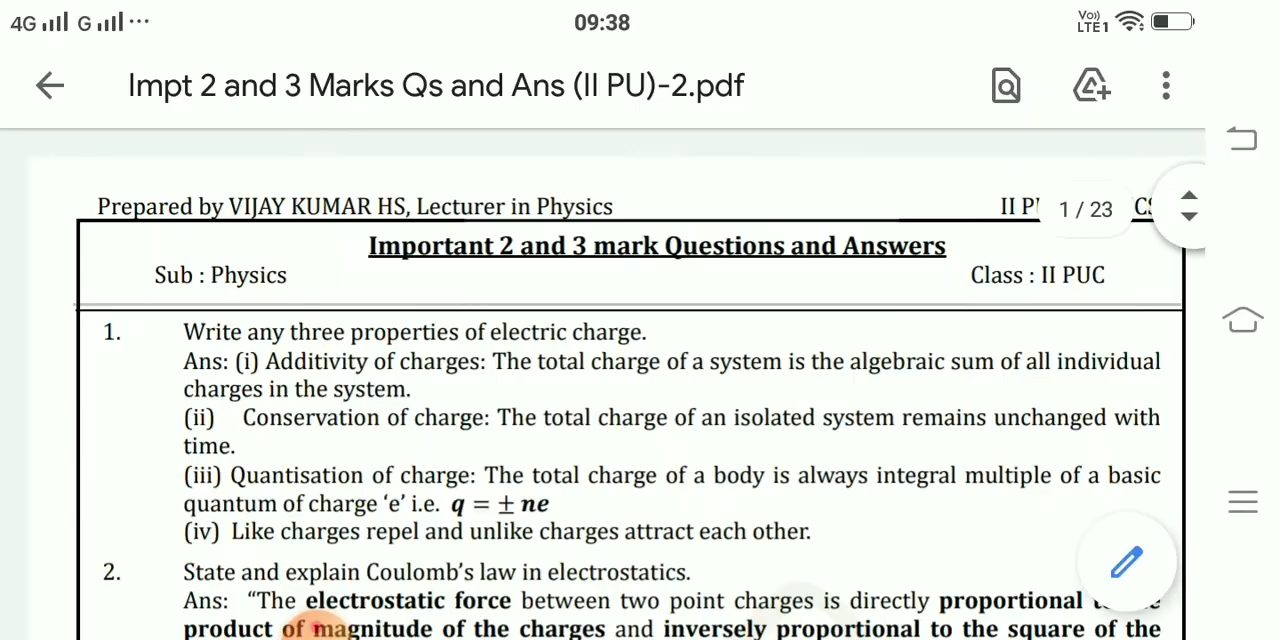 4G G ... 09:38 Vo)) LTE1
Impt 2 and 3 Marks Qs and Ans (II PU)-2.pdf
Prepared by VIJAY KUMAR HS, Lecturer in Physics II 1 / 23
Important 2 and 3 mark Questions and Answers
Sub : Physics Class : II PUC
1. Write any three properties of electric charge.
Ans: (i) Additivity of charges: The total charge of a system is the algebraic sum of all individual
charges in the system.
(ii) Conservation of charge: The total charge of an isolated system remains unchanged with
time.
(iii) Quantisation of charge: The total charge of a body is always integral multiple of a basic
quantum of charge ‘e’ i.e. q = ± ne
(iv) Like charges repel and unlike charges attract each other.
2. State and explain Coulomb’s law in electrostatics.
Ans: “The electrostatic force between two point charges is directly proportional
product of magnitude of the charges and inversely proportional to the square of the